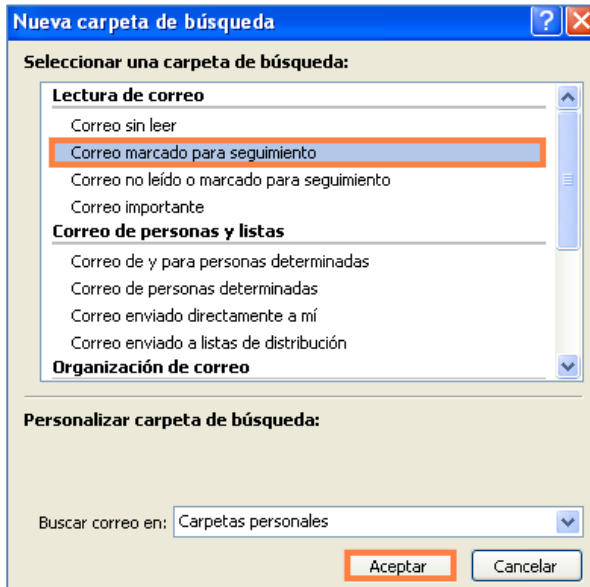 Nueva carpeta de búsqueda
Seleccionar una carpeta de búsqueda:
Lectura de correo
Correo sin leer
Correo marcado para seguimiento
Correo no leído o marcado para seguimiento
Correo importante
Correo de personas y listas
Correo de y para personas determinadas
Correo de personas determinadas
Correo enviado directamente a mí
Correo enviado a listas de distribución
Organización de correo
Personalizar carpeta de búsqueda:
Buscar correo en: Carpetas personales
Aceptar Cancelar